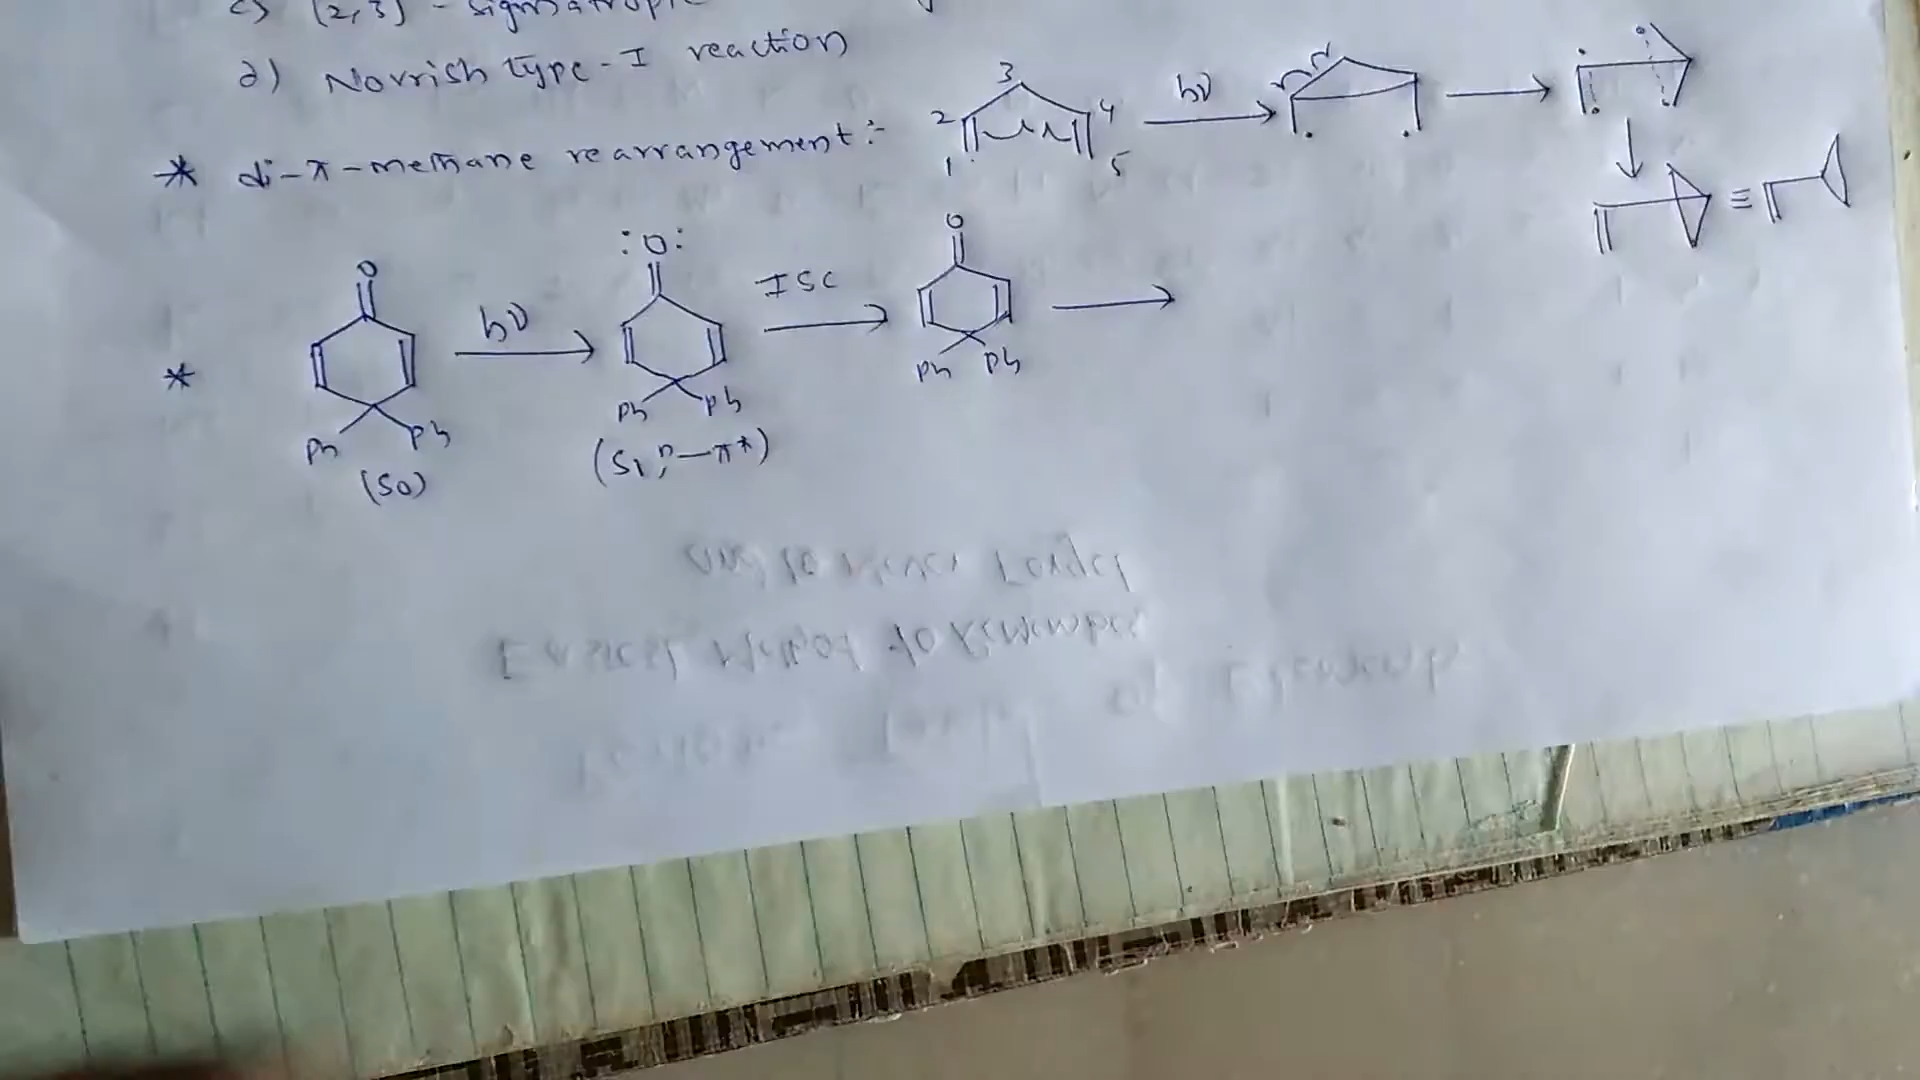 c) (2,3) - sigmatropic
d) Norrish type - I reaction
* di-π-methane rearrangement :-
1 2 3 4 5
hν
*
O
Ph Ph
(S0)
hν
:O:
Ph Ph
(S1; n-π*)
ISC
O
Ph Ph
≡